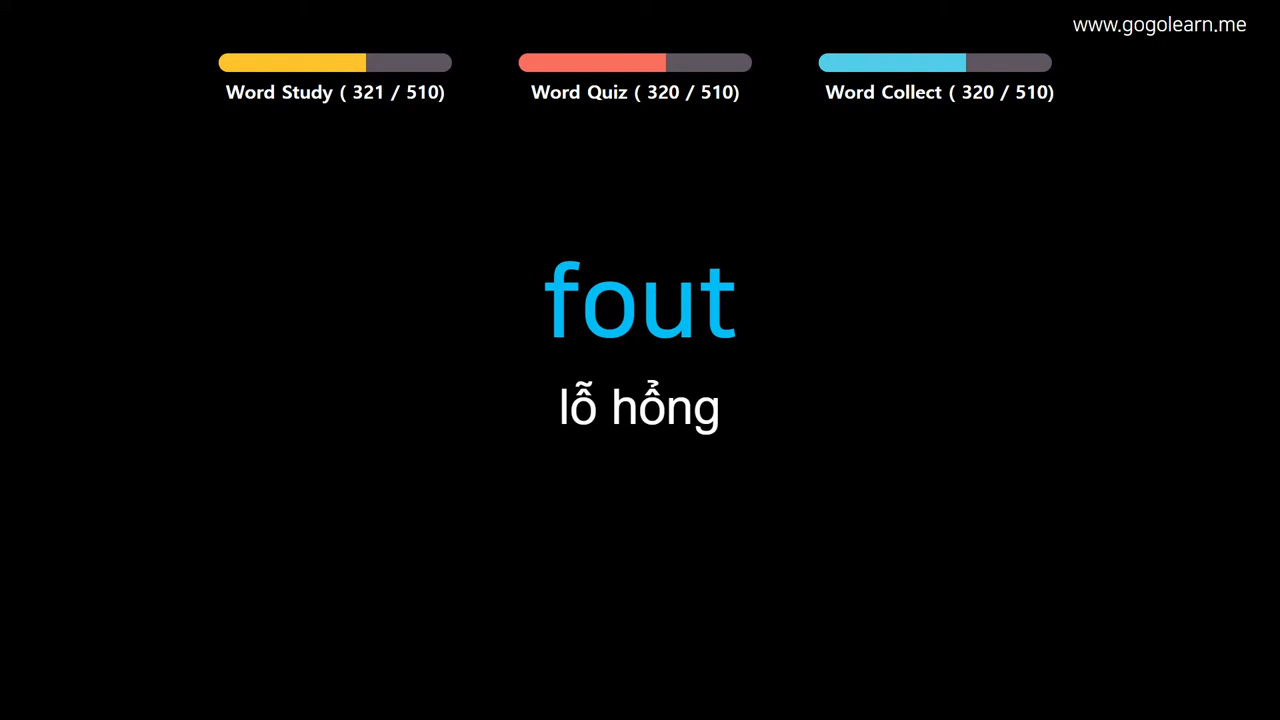 www.gogolearn.me
Word Study ( 321 / 510)
Word Quiz ( 320 / 510)
Word Collect ( 320 / 510)
fout
lỗ hổng